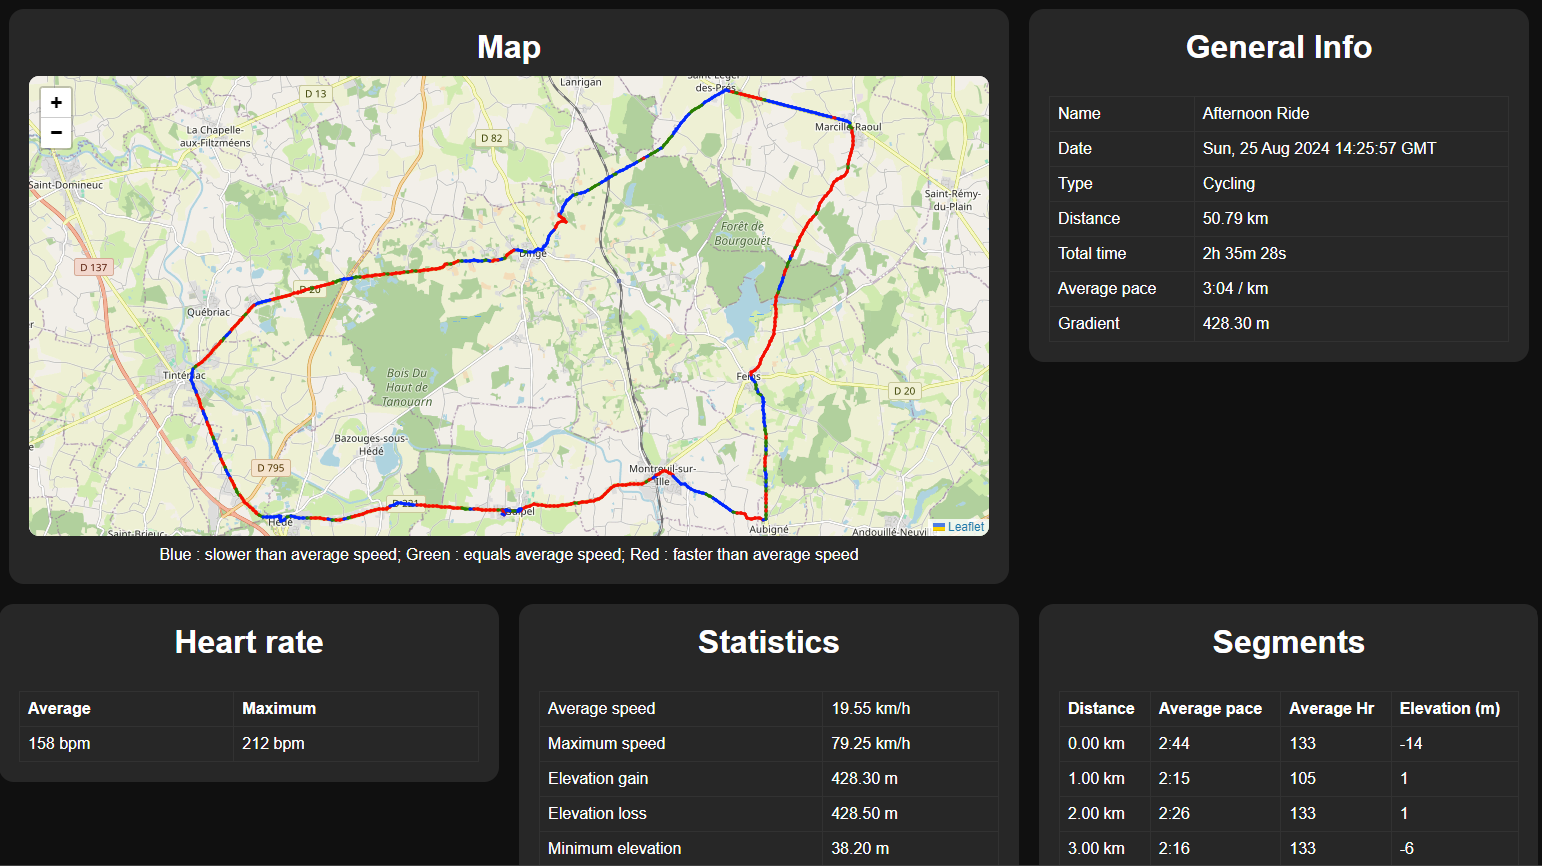 Map
Lanrigan
Saint-Léger-
des-Prés
D 13
La Chapelle-
aux-Filtzméens
D 82
Marcillé-Raoul
Saint-Domineuc
Saint-Rémy-
du-Plain
Forêt de
Bourgouët
Dingé
D 137
D 20
Québriac
Tinténiac
Feins
Bois Du
Haut de
Tanouarn
D 20
Bazouges-sous-
Hédé
Montreuil-sur-
Ille
D 795
D 221
Guipel
Hédé
Aubigné
Saint-Brieuc-
Andouillé-Neuvil
+
−
Leaflet
Blue : slower than average speed; Green : equals average speed; Red : faster than average speed
General Info
Name Afternoon Ride
Date Sun, 25 Aug 2024 14:25:57 GMT
Type Cycling
Distance 50.79 km
Total time 2h 35m 28s
Average pace 3:04 / km
Gradient 428.30 m
Heart rate
Average Maximum
158 bpm 212 bpm
Statistics
Average speed 19.55 km/h
Maximum speed 79.25 km/h
Elevation gain 428.30 m
Elevation loss 428.50 m
Minimum elevation 38.20 m
Segments
Distance Average pace Average Hr Elevation (m)
0.00 km 2:44 133 -14
1.00 km 2:15 105 1
2.00 km 2:26 133 1
3.00 km 2:16 133 -6